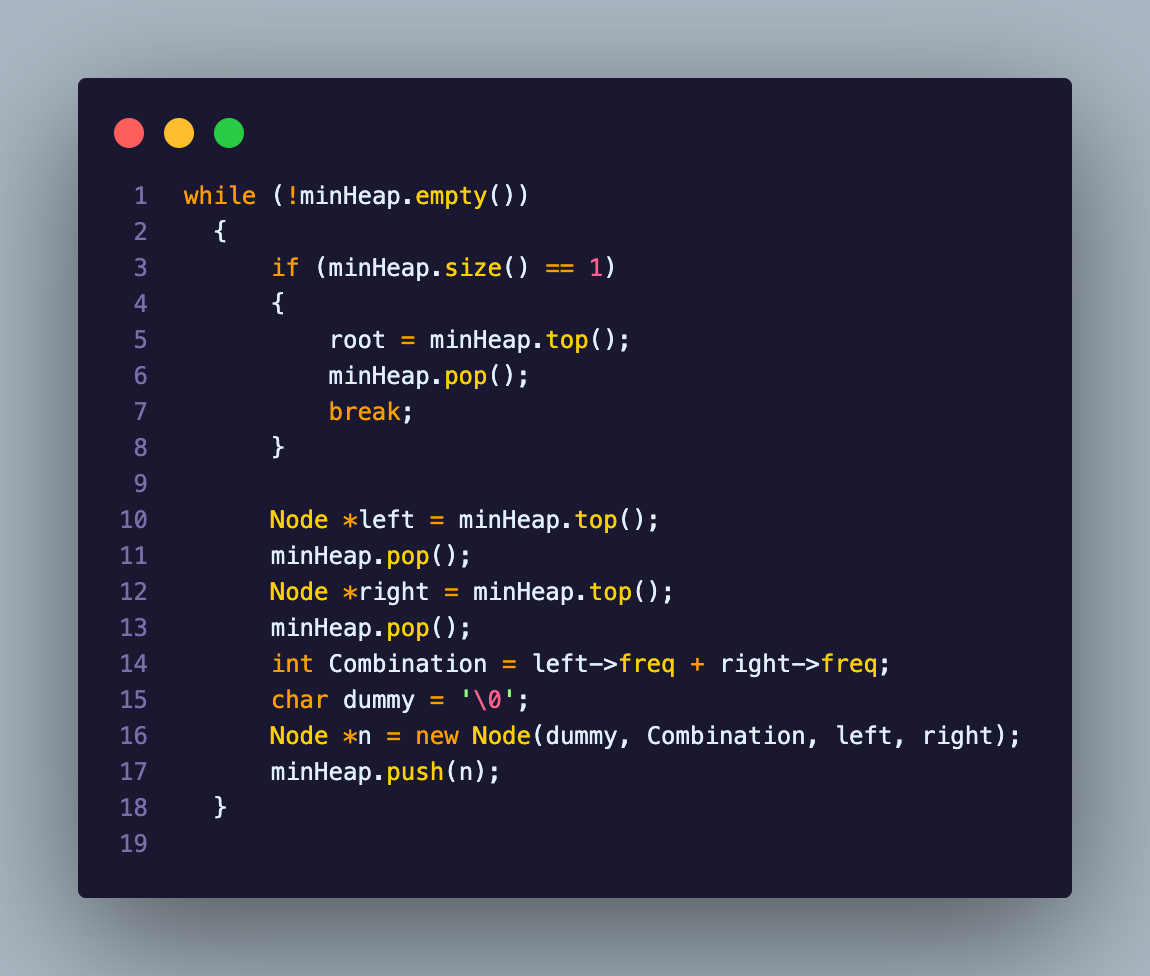 1 while (!minHeap.empty())
2   {
3       if (minHeap.size() == 1)
4       {
5           root = minHeap.top();
6           minHeap.pop();
7           break;
8       }
9
10      Node *left = minHeap.top();
11      minHeap.pop();
12      Node *right = minHeap.top();
13      minHeap.pop();
14      int Combination = left->freq + right->freq;
15      char dummy = '\0';
16      Node *n = new Node(dummy, Combination, left, right);
17      minHeap.push(n);
18  }
19